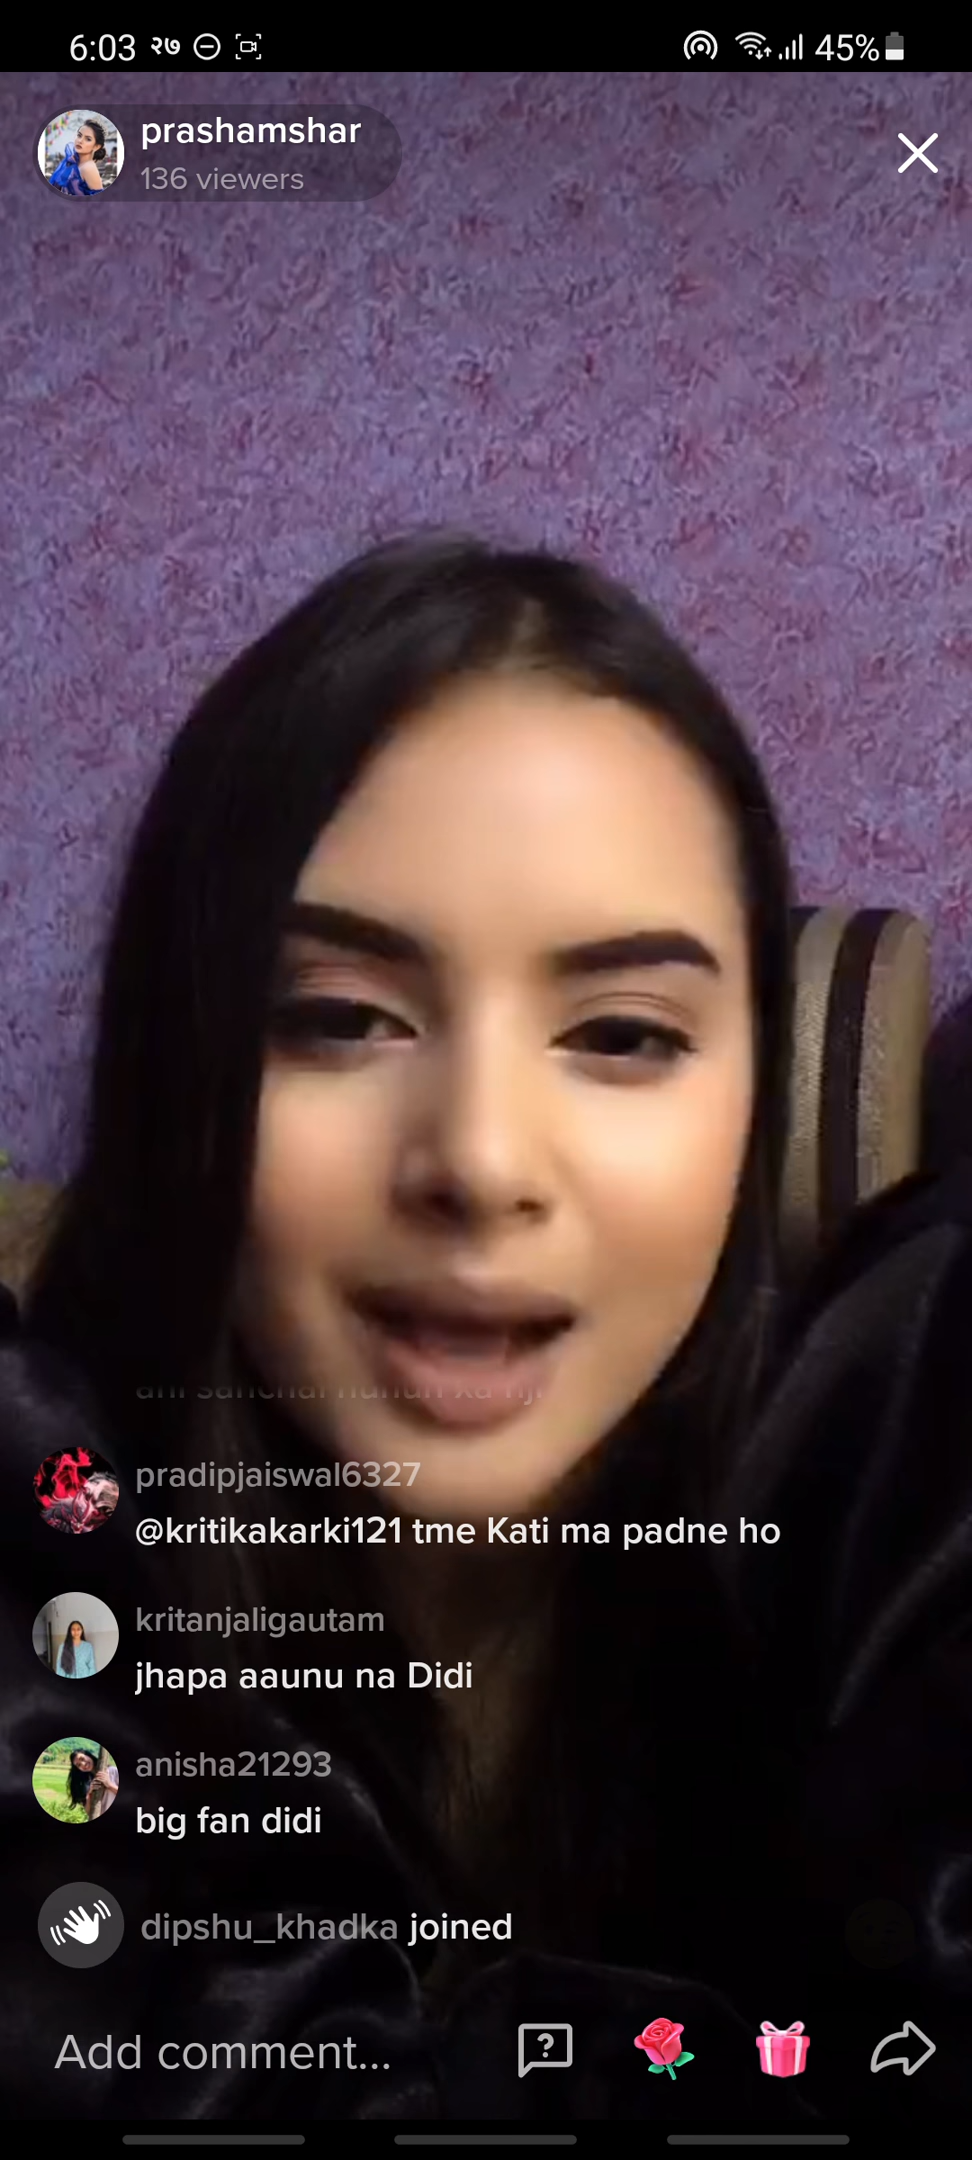 6:03 २७ 45%
prashamshar
136 viewers
pradipjaiswal6327
@kritikakarki121 tme Kati ma padne ho
kritanjaligautam
jhapa aaunu na Didi
anisha21293
big fan didi
dipshu_khadka joined
Add comment...